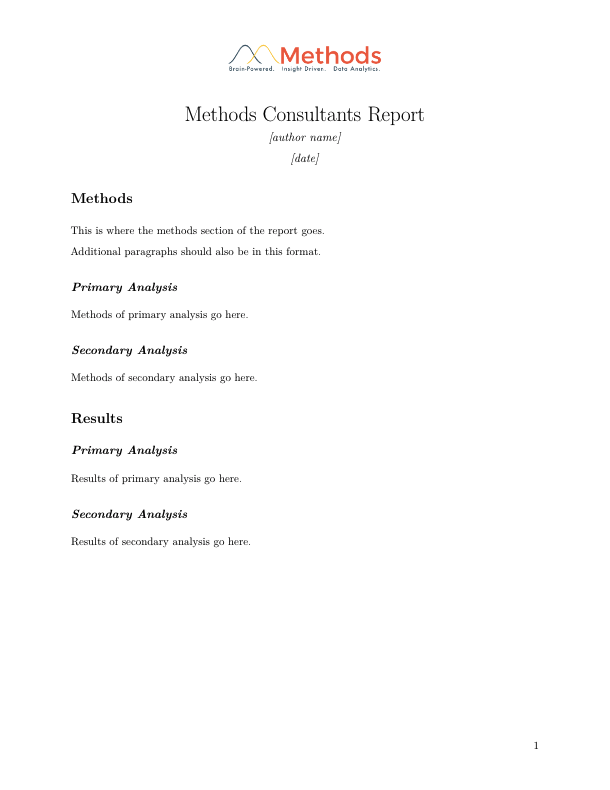 Methods
Brain-Powered. Insight Driven. Data Analytics.
Methods Consultants Report
[author name]
[date]
Methods
This is where the methods section of the report goes.
Additional paragraphs should also be in this format.
Primary Analysis
Methods of primary analysis go here.
Secondary Analysis
Methods of secondary analysis go here.
Results
Primary Analysis
Results of primary analysis go here.
Secondary Analysis
Results of secondary analysis go here.
1